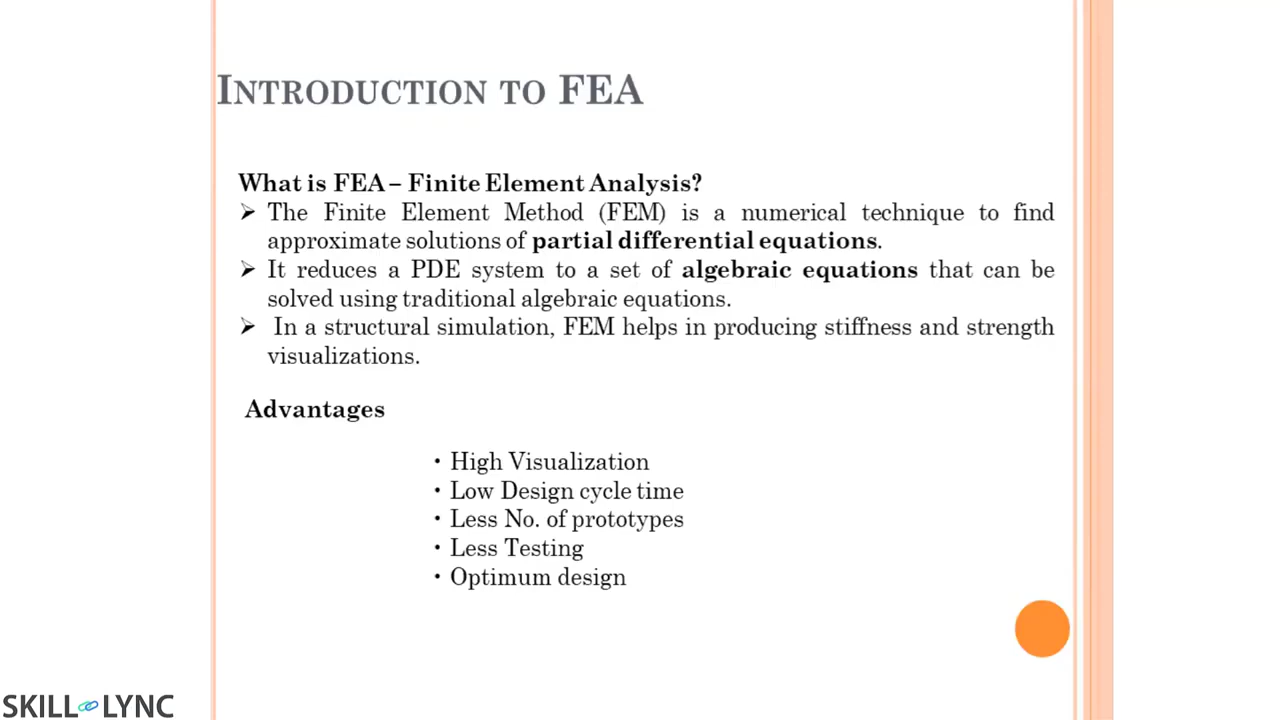 INTRODUCTION TO FEA
What is FEA – Finite Element Analysis?
➢ The Finite Element Method (FEM) is a numerical technique to find
approximate solutions of partial differential equations.
➢ It reduces a PDE system to a set of algebraic equations that can be
solved using traditional algebraic equations.
➢ In a structural simulation, FEM helps in producing stiffness and strength
visualizations.
Advantages
• High Visualization
• Low Design cycle time
• Less No. of prototypes
• Less Testing
• Optimum design
SKILL LYNC